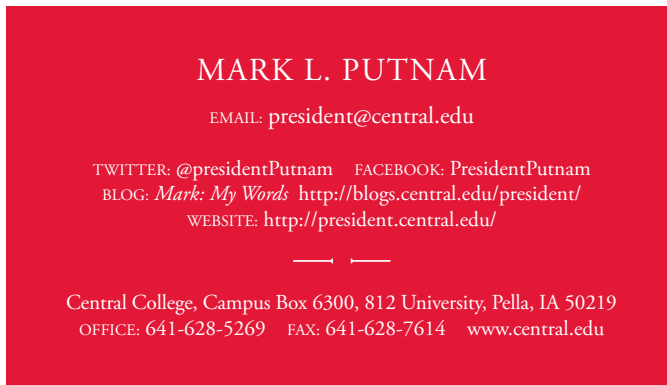 MARK L. PUTNAM
EMAIL: president@central.edu
TWITTER: @presidentPutnam FACEBOOK: PresidentPutnam
BLOG: Mark: My Words http://blogs.central.edu/president/
WEBSITE: http://president.central.edu/
Central College, Campus Box 6300, 812 University, Pella, IA 50219
OFFICE: 641-628-5269 FAX: 641-628-7614 www.central.edu